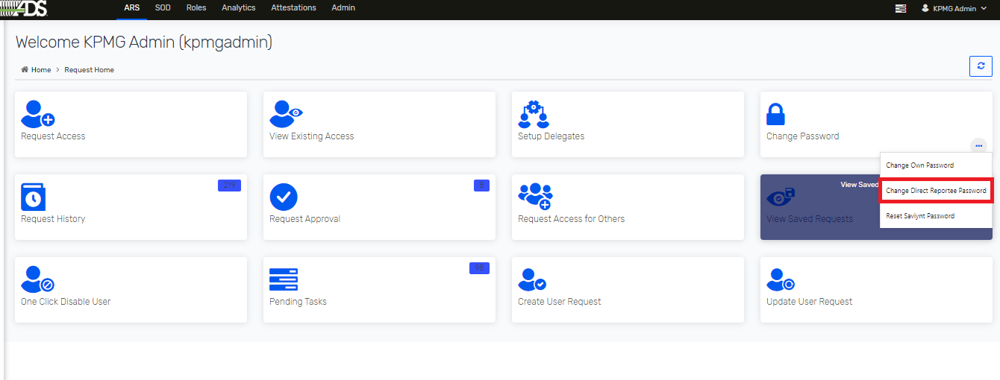 ADS
ARS SOD Roles Analytics Attestations Admin
KPMG Admin
Welcome KPMG Admin (kpmgadmin)
Home > Request Home
Request Access
View Existing Access
Setup Delegates
Change Password
Change Own Password
Change Direct Reportee Password
Reset Saviynt Password
219
Request History
8
Request Approval
Request Access for Others
View Saved
View Saved Requests
One Click Disable User
98
Pending Tasks
Create User Request
Update User Request